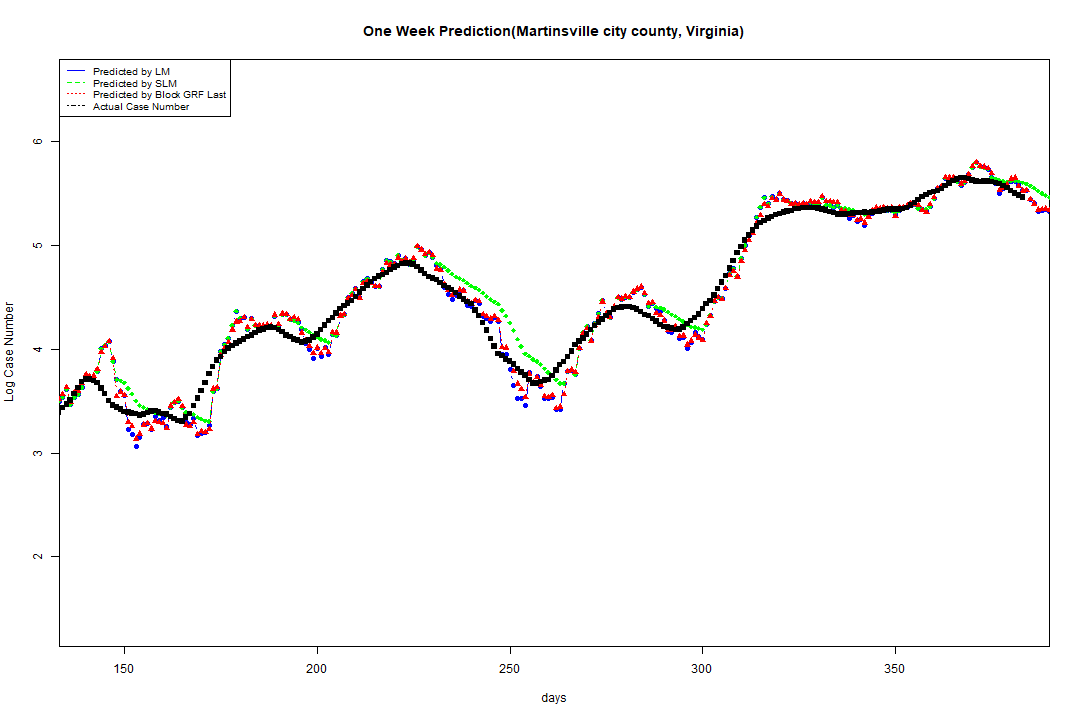 One Week Prediction(Martinsville city county, Virginia)
Predicted by LM
Predicted by SLM
Predicted by Block GRF Last
Actual Case Number
6
5
4
3
2
Log Case Number
150 200 250 300 350
days